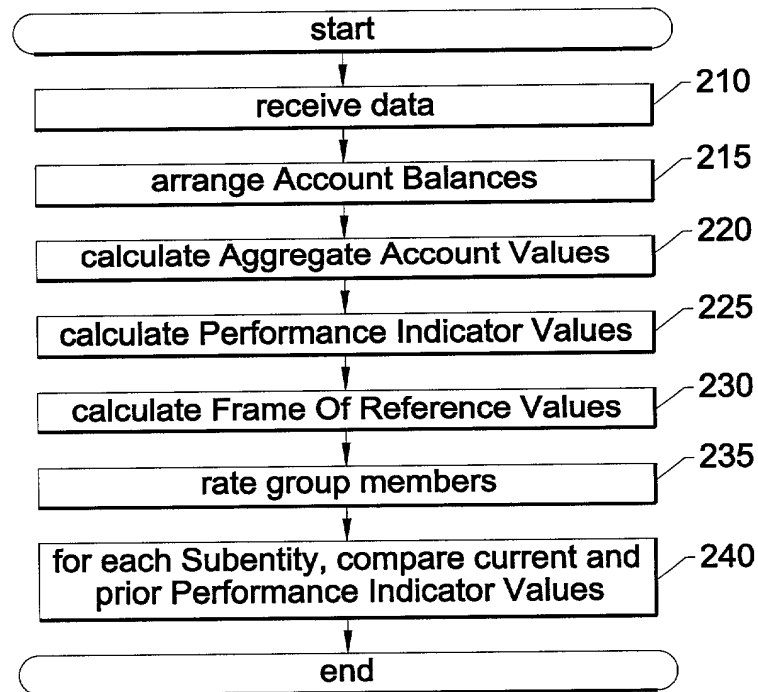 start
210
receive data
215
arrange Account Balances
220
calculate Aggregate Account Values
225
calculate Performance Indicator Values
230
calculate Frame Of Reference Values
235
rate group members
for each Subentity, compare current and
240
prior Performance Indicator Values
end